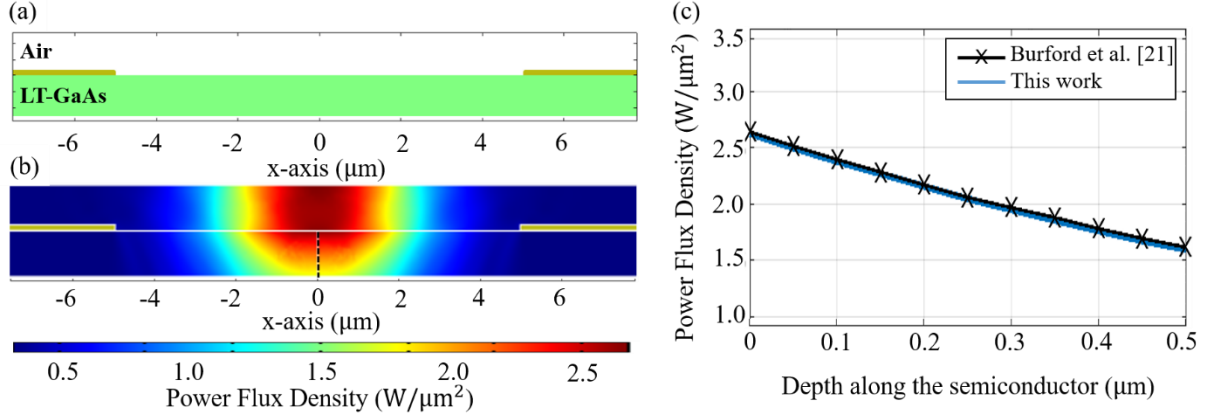 (a)
Air
LT-GaAs
-6 -4 -2 0 2 4 6
x-axis (μm)
(b)
-6 -4 -2 0 2 4 6
x-axis (μm)
0.5 1.0 1.5 2.0 2.5
Power Flux Density (W/μm²)
(c)
Power Flux Density (W/μm²)
3.5
3.0
2.5
2.0
1.5
1.0
Burford et al. [21]
This work
0 0.1 0.2 0.3 0.4 0.5
Depth along the semiconductor (μm)